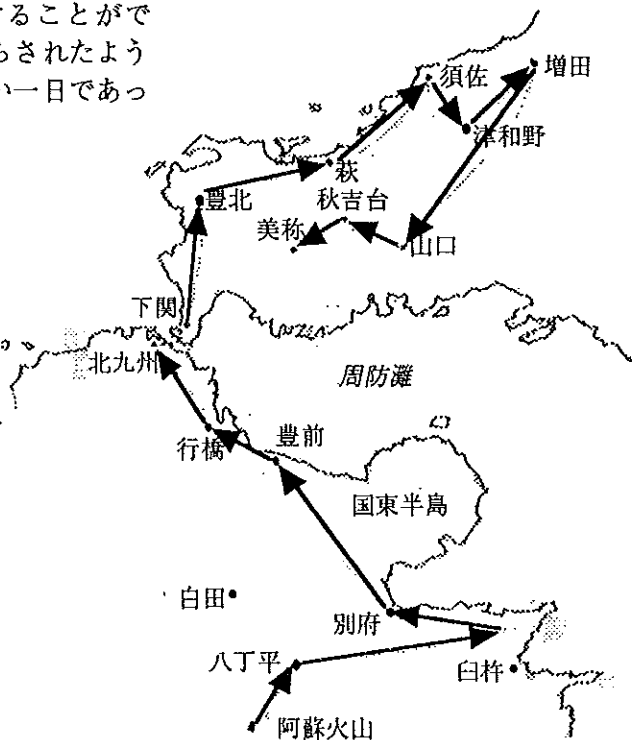 することがで
らされたよう
い一日であっ
須佐
増田
津和野
萩
豊北
秋吉台
美称
山口
下関
北九州
周防灘
豊前
行橋
国東半島
白田
別府
八丁平
臼杵
阿蘇火山